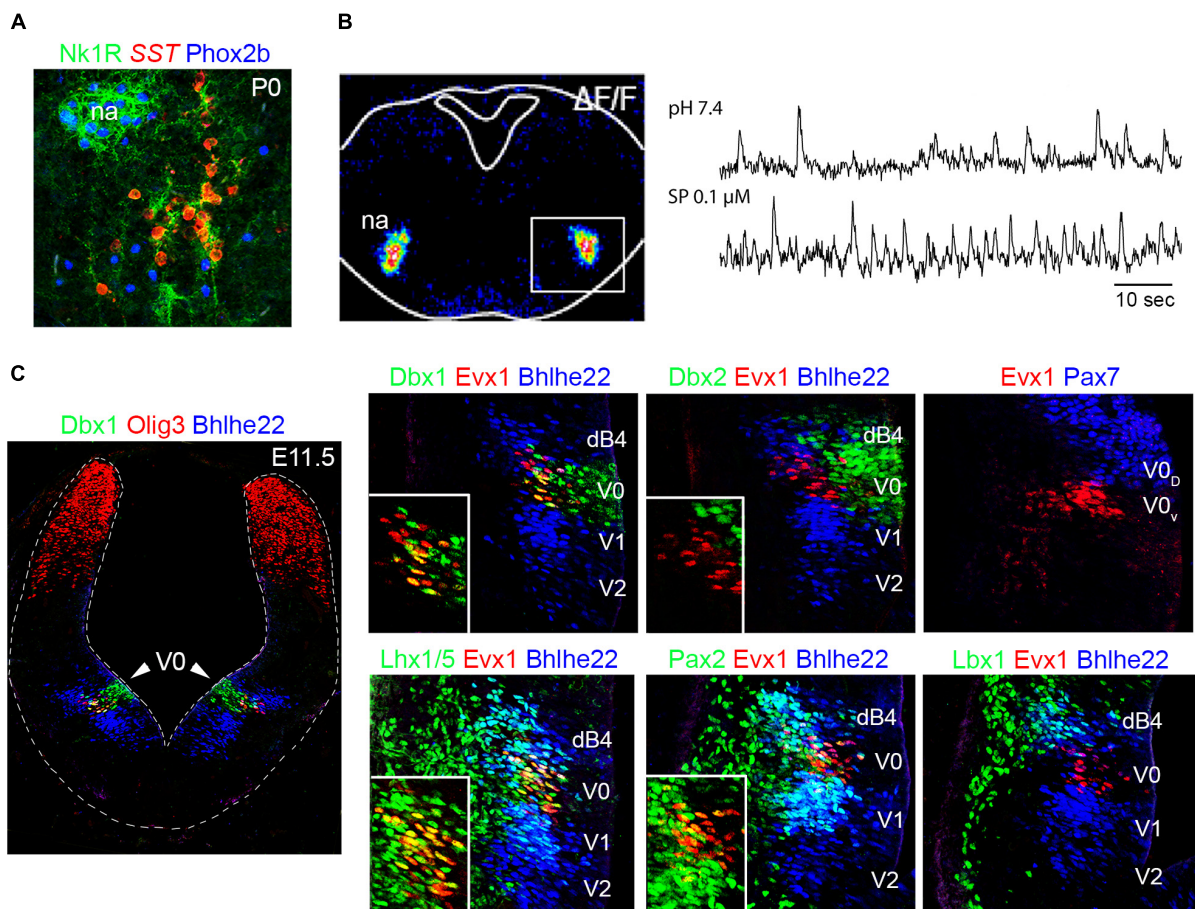 A
Nk1R SST Phox2b
P0
na
B
ΔF/F
na
pH 7.4
SP 0.1 µM
10 sec
C
Dbx1 Olig3 Bhlhe22
E11.5
V0
Dbx1 Evx1 Bhlhe22
dB4
V0
V1
V2
Dbx2 Evx1 Bhlhe22
dB4
V0
V1
V2
Evx1 Pax7
V0D
V0v
Lhx1/5 Evx1 Bhlhe22
dB4
V0
V1
V2
Pax2 Evx1 Bhlhe22
dB4
V0
V1
V2
Lbx1 Evx1 Bhlhe22
dB4
V0
V1
V2